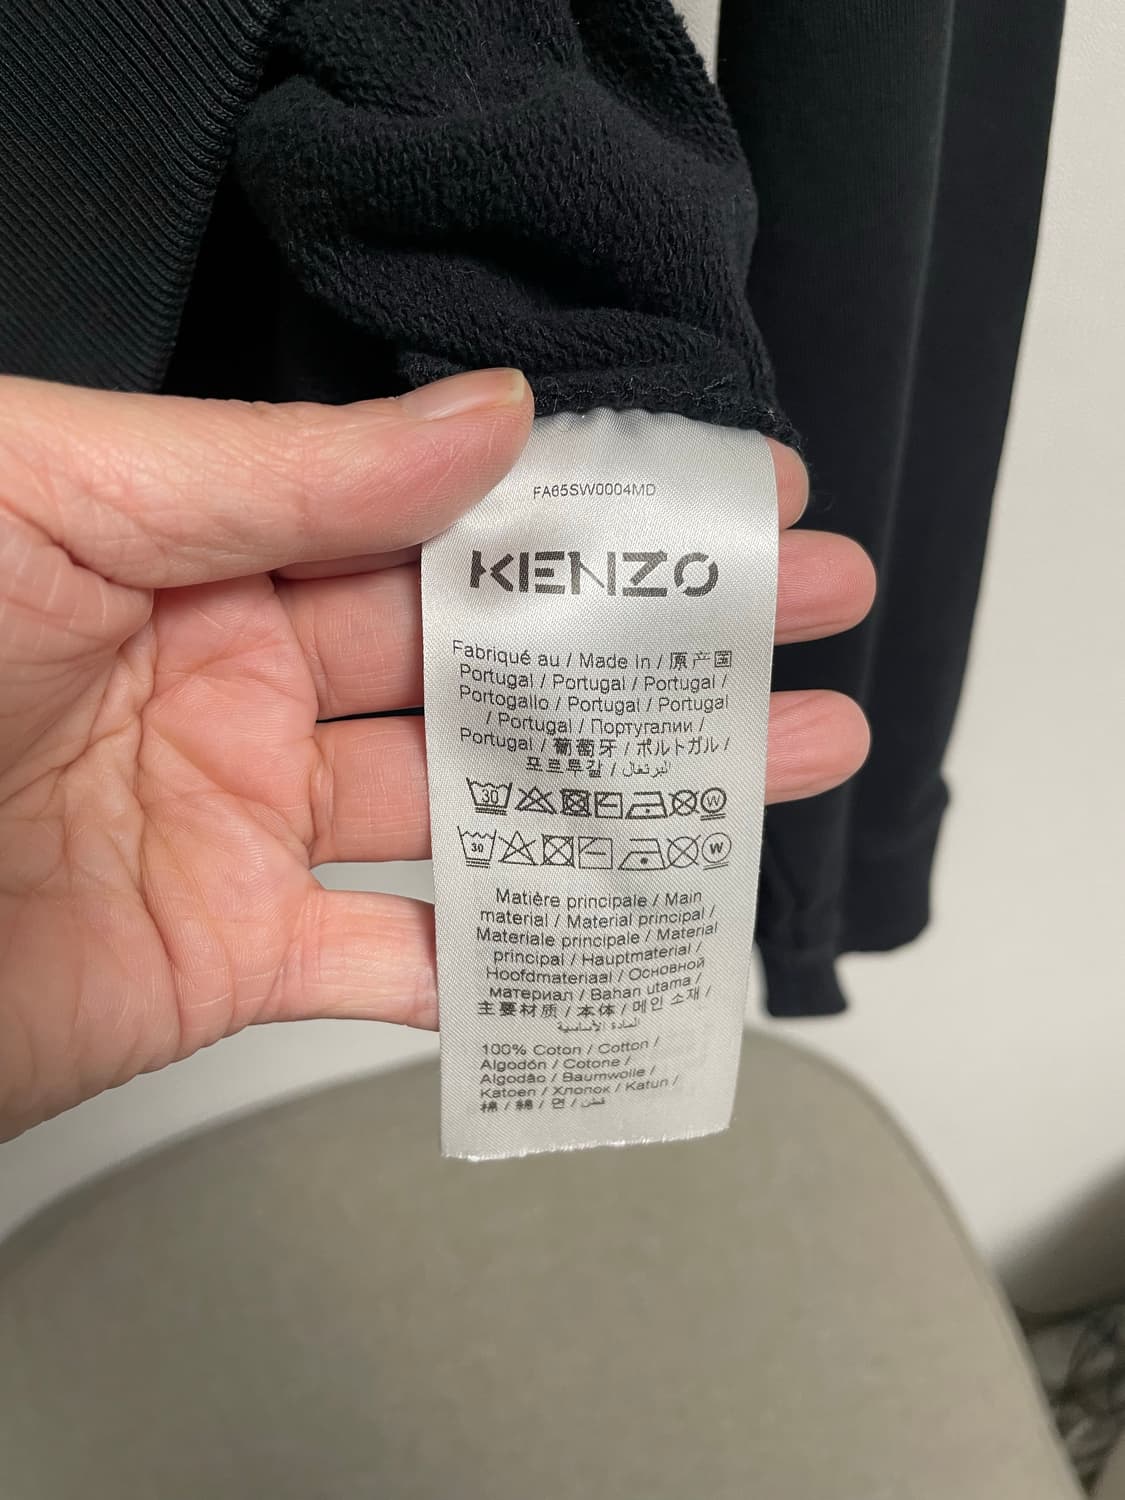 FA65SW0004MD
KENZO
Fabriqué au / Made In / 原产国
Portugal / Portugal / Portugal /
Portogallo / Portugal / Portugal
/ Portugal / Португалии /
Portugal / 葡萄牙 / ポルトガル /
포르투갈 / البرتغال
30 W
30 W
Matière principale / Main
material / Material principal /
Materiale principale / Material
principal / Hauptmaterial /
Hoofdmateriaal / Основной
материал / Bahan utama /
主要材质 / 本体 / 메인 소재 /
المادة الأساسية
100% Coton / Cotton /
Algodón / Cotone /
Algodão / Baumwolle /
Katoen / Хлопок / Katun /
棉 / 綿 / 면 / قطن